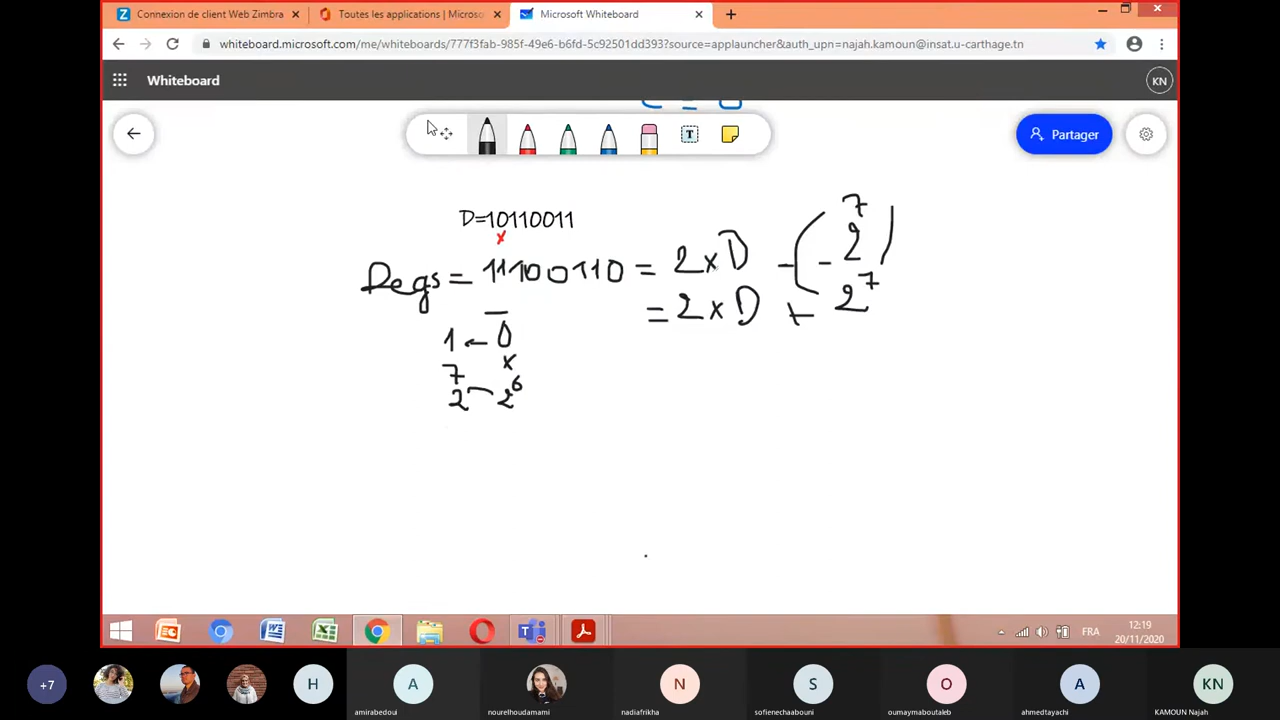 Connexion de client Web Zimbra
Toutes les applications | Microso
Microsoft Whiteboard
whiteboard.microsoft.com/me/whiteboards/777f3fab-985f-49e6-b6fd-5c92501dd393?source=applauncher&auth_upn=najah.kamoun@insat.u-carthage.tn
Whiteboard
KN
Partager
D=10110011
x
Regs = 11100110 = 2 x D - ( - 2^7 )
= 2 x D + 2^7
1 ← 0
x
2^7 2^6
FRA
12:19
20/11/2020
+7
H
A
N
S
O
A
KN
amirabedoui
nourelhoudamami
nadiafrikha
sofienechaabouni
oumaymaboutaleb
ahmedtayachi
KAMOUN Najah